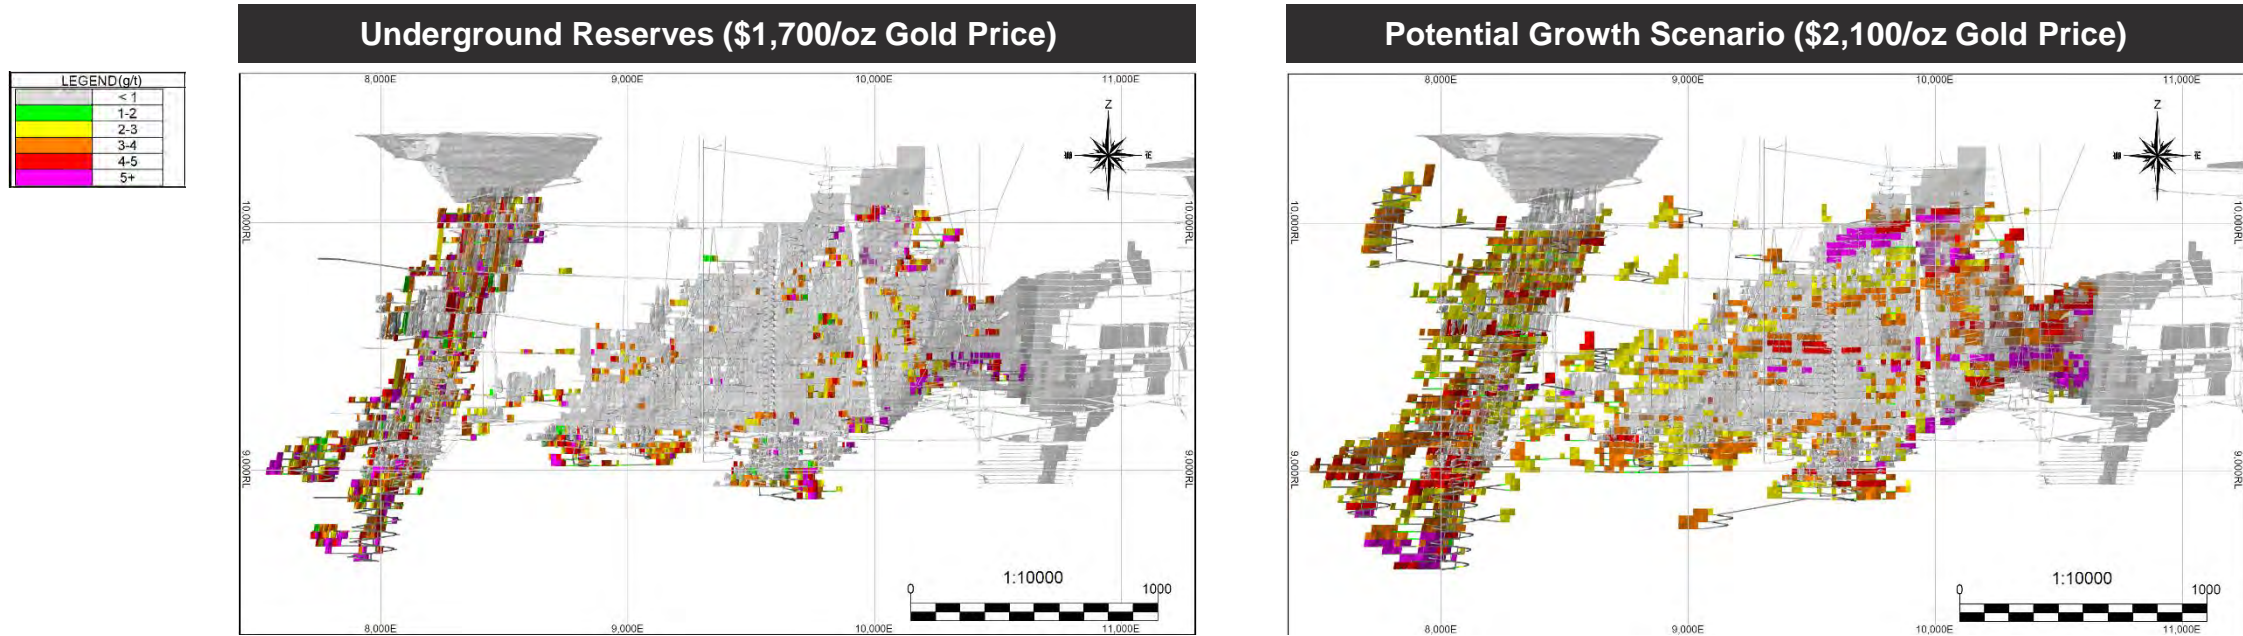 Underground Reserves ($1,700/oz Gold Price)
Potential Growth Scenario ($2,100/oz Gold Price)
LEGEND(g/t)
< 1
1-2
2-3
3-4
4-5
5+
8,000E
9,000E
10,000E
11,000E
Z
10,000RL
10,000RL
9,000RL
9,000RL
1:10000
0
1000
8,000E
9,000E
10,000E
11,000E
8,000E
9,000E
10,000E
11,000E
Z
10,000RL
10,000RL
9,000RL
9,000RL
1:10000
0
1000
8,000E
9,000E
10,000E
11,000E